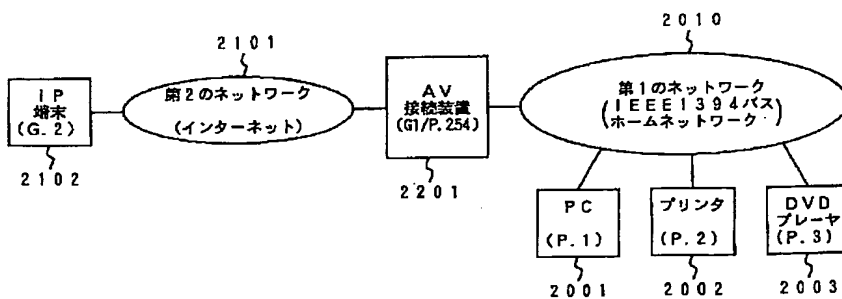 2101
2010
IP
端末
(G.2)
第2のネットワーク
(インターネット)
AV
接続装置
(G1/P.254)
第1のネットワーク
(IEEE1394バス
ホームネットワーク)
2102
2201
PC
(P.1)
プリンタ
(P.2)
DVD
プレーヤ
(P.3)
2001
2002
2003